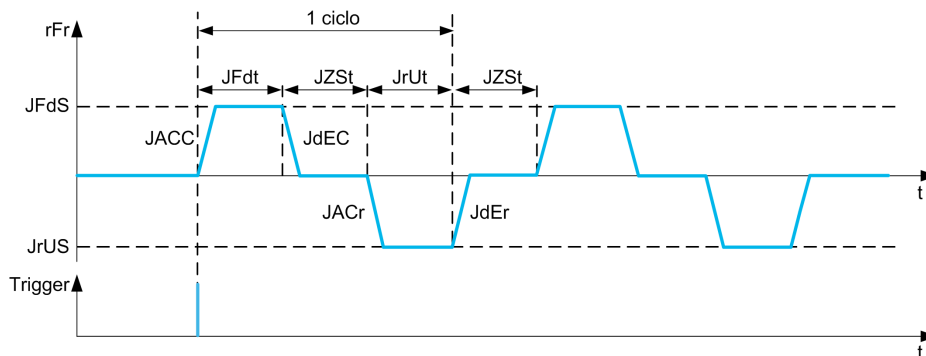 1 ciclo
rFr
JFdt JZSt JrUt JZSt
JFdS
JACC JdEC
t
JACr JdEr
JrUS
Trigger
t